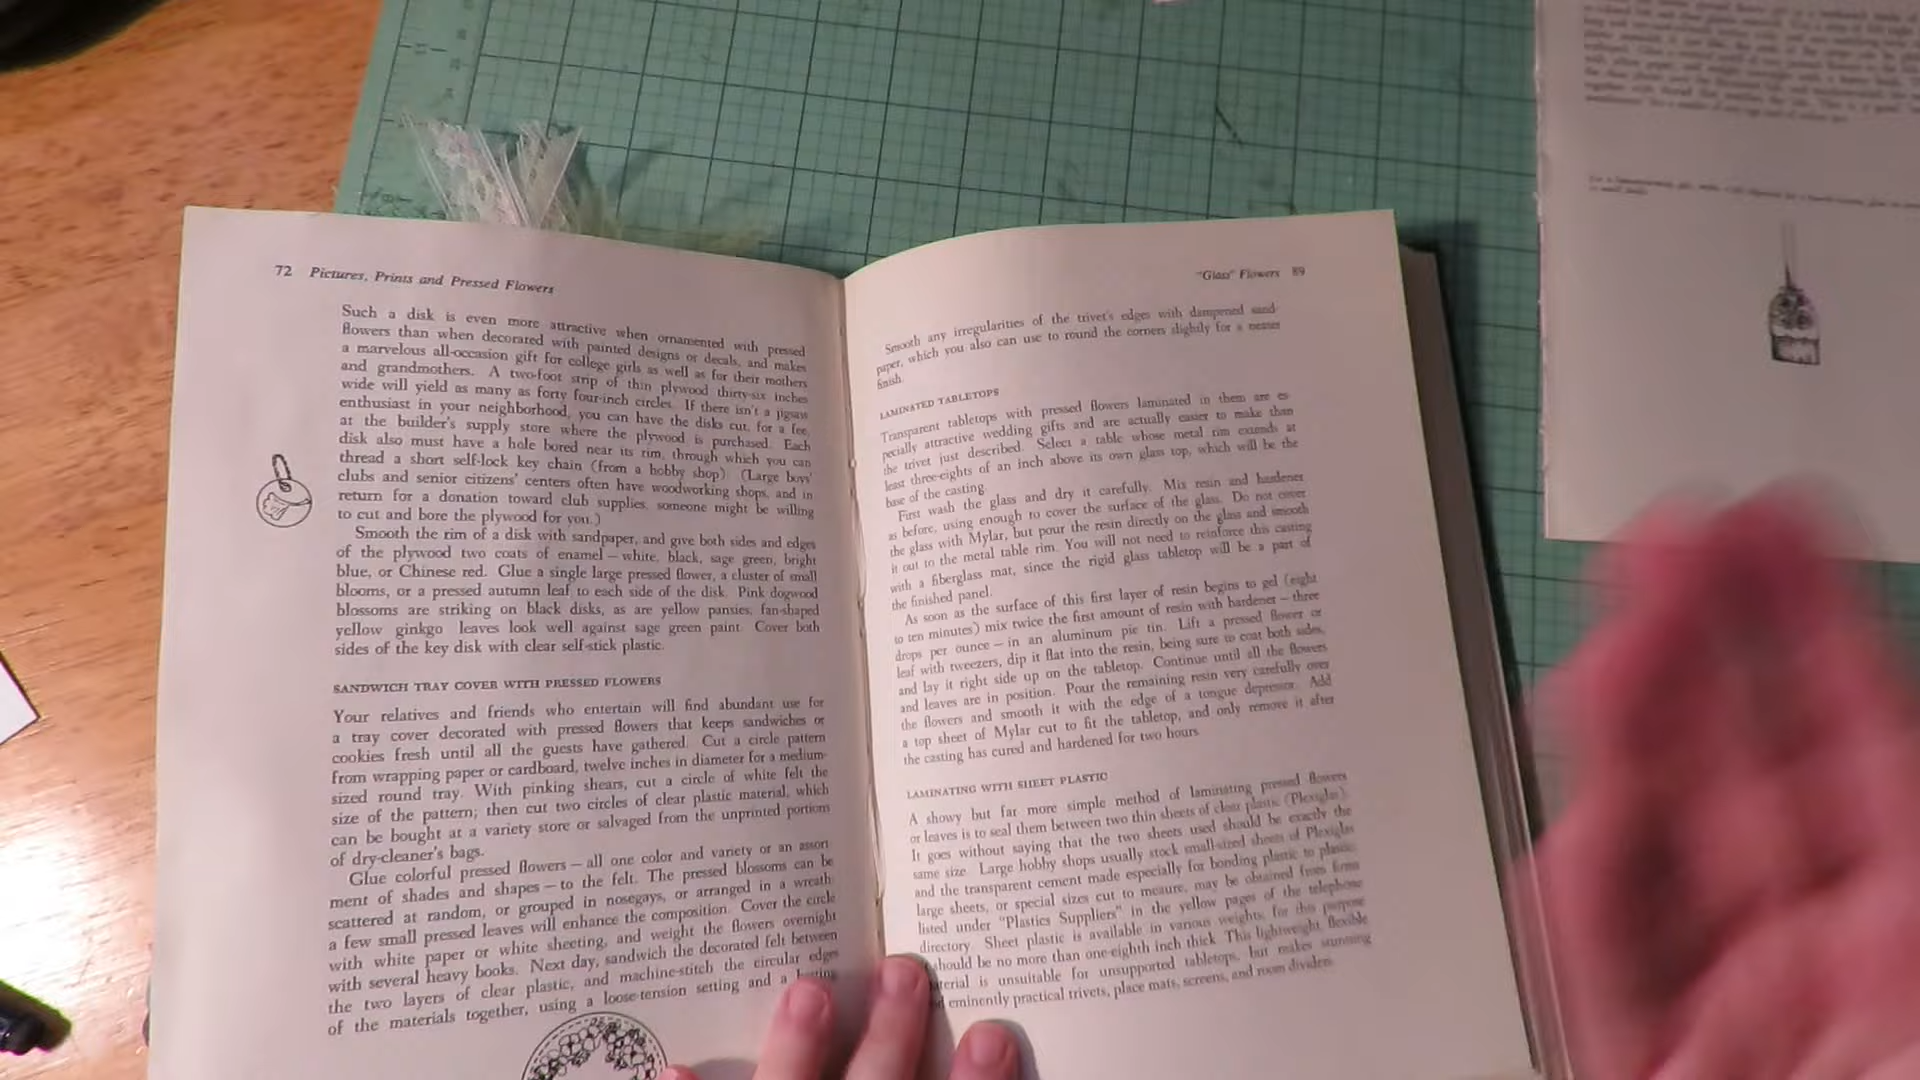 72 Pictures, Prints and Pressed Flowers
Such a disk is even more attractive when ornamented with pressed
flowers than when decorated with painted designs or decals, and makes
a marvelous all-occasion gift for college girls as well as for their mothers
and grandmothers. A two-foot strip of thin plywood thirty-six inches
wide will yield as many as forty four-inch circles. If there isn't a jigsaw
enthusiast in your neighborhood, you can have the disks cut, for a fee,
at the builder's supply store where the plywood is purchased. Each
disk also must have a hole bored near its rim, through which you can
thread a short self-lock key chain (from a hobby shop). (Large boys'
clubs and senior citizens' centers often have woodworking shops, and in
return for a donation toward club supplies, someone might be willing
to cut and bore the plywood for you.)
Smooth the rim of a disk with sandpaper, and give both sides and edges
of the plywood two coats of enamel — white, black, sage green, bright
blue, or Chinese red. Glue a single large pressed flower, a cluster of small
blooms, or a pressed autumn leaf to each side of the disk. Pink dogwood
blossoms are striking on black disks, as are yellow pansies, fan-shaped
yellow ginkgo leaves look well against sage green paint. Cover both
sides of the key disk with clear self-stick plastic.
SANDWICH TRAY COVER WITH PRESSED FLOWERS
Your relatives and friends who entertain will find abundant use for
a tray cover decorated with pressed flowers that keeps sandwiches or
cookies fresh until all the guests have gathered. Cut a circle pattern
from wrapping paper or cardboard, twelve inches in diameter for a medium-
sized round tray. With pinking shears, cut a circle of white felt the
size of the pattern; then cut two circles of clear plastic material, which
can be bought at a variety store or salvaged from the unprinted portions
of dry-cleaner's bags.
Glue colorful pressed flowers — all one color and variety or an assort
ment of shades and shapes — to the felt. The pressed blossoms can be
scattered at random, or grouped in nosegays, or arranged in a wreath;
a few small pressed leaves will enhance the composition. Cover the circle
with white paper or white sheeting, and weight the flowers overnight
with several heavy books. Next day, sandwich the decorated felt between
the two layers of clear plastic, and machine-stitch the circular edges
of the materials together, using a loose-tension setting and a
"Glass" Flowers 89
Smooth any irregularities of the trivet's edges with dampened sand-
paper, which you also can use to round the corners slightly for a neater
finish.
LAMINATED TABLETOPS
Transparent tabletops with pressed flowers laminated in them are es
pecially attractive wedding gifts and are actually easier to make than
the trivet just described. Select a table whose metal rim extends at
least three-eights of an inch above its own glass top, which will be the
base of the casting.
First wash the glass and dry it carefully. Mix resin and hardener
as before, using enough to cover the surface of the glass. Do not cover
the glass with Mylar, but pour the resin directly on the glass and smooth
it out to the metal table rim. You will not need to reinforce this casting
with a fiberglass mat, since the rigid glass tabletop will be a part of
the finished panel.
As soon as the surface of this first layer of resin begins to gel (eight
to ten minutes) mix twice the first amount of resin with hardener — three
drops per ounce — in an aluminum pie tin. Lift a pressed flower or
leaf with tweezers, dip it flat into the resin, being sure to coat both sides,
and lay it right side up on the tabletop. Continue until all the flowers
and leaves are in position. Pour the remaining resin very carefully over
the flowers and smooth it with the edge of a tongue depressor. Add
a top sheet of Mylar cut to fit the tabletop, and only remove it after
the casting has cured and hardened for two hours.
LAMINATING WITH SHEET PLASTIC
A showy but far more simple method of laminating pressed flowers
or leaves is to seal them between two thin sheets of clear plastic (Plexiglas).
It goes without saying that the two sheets used should be exactly the
same size. Large hobby shops usually stock small-sized sheets of Plexiglas
and the transparent cement made especially for bonding plastic to plastic;
large sheets, or special sizes cut to meaure, may be obtained from firms
listed under "Plastics Suppliers" in the yellow pages of the telephone
directory. Sheet plastic is available in various weights; for this purpose
should be no more than one-eighth inch thick. This lightweight, flexible
is unsuitable for unsupported tabletops, but makes stunning
eminently practical trivets, place mats, screens, and room dividers.